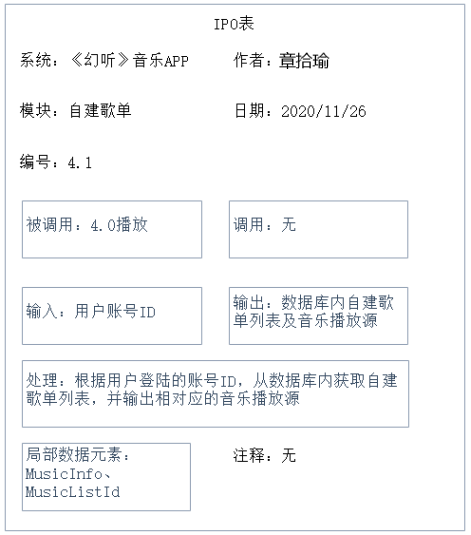 IPO表
系统：《幻听》音乐APP
作者：章拾瑜
模块：自建歌单
日期：2020/11/26
编号：4.1
被调用：4.0播放
调用：无
输入：用户账号ID
输出：数据库内自建歌
单列表及音乐播放源
处理：根据用户登陆的账号ID，从数据库内获取自建
歌单列表，并输出相对应的音乐播放源
局部数据元素：
MusicInfo、
MusicListId
注释：无